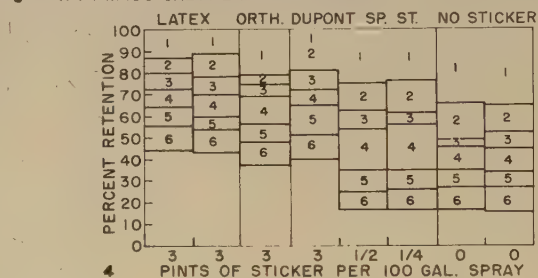 LATEX ORTH. DUPONT SP. ST. NO STICKER
PERCENT RETENTION
100
90
80
70
60
50
40
30
20
10
0
1 2 3 4 5 6
1 2 3 4 5 6
1 2 3 4 5 6
1 2 3 4 5 6
1 2 3 4 5 6
1 2 3 4 5 6
1 2 3 4 5 6
1 2 3 4 5 6
3 3 3 3 1/2 1/4 0 0
4 PINTS OF STICKER PER 100 GAL. SPRAY